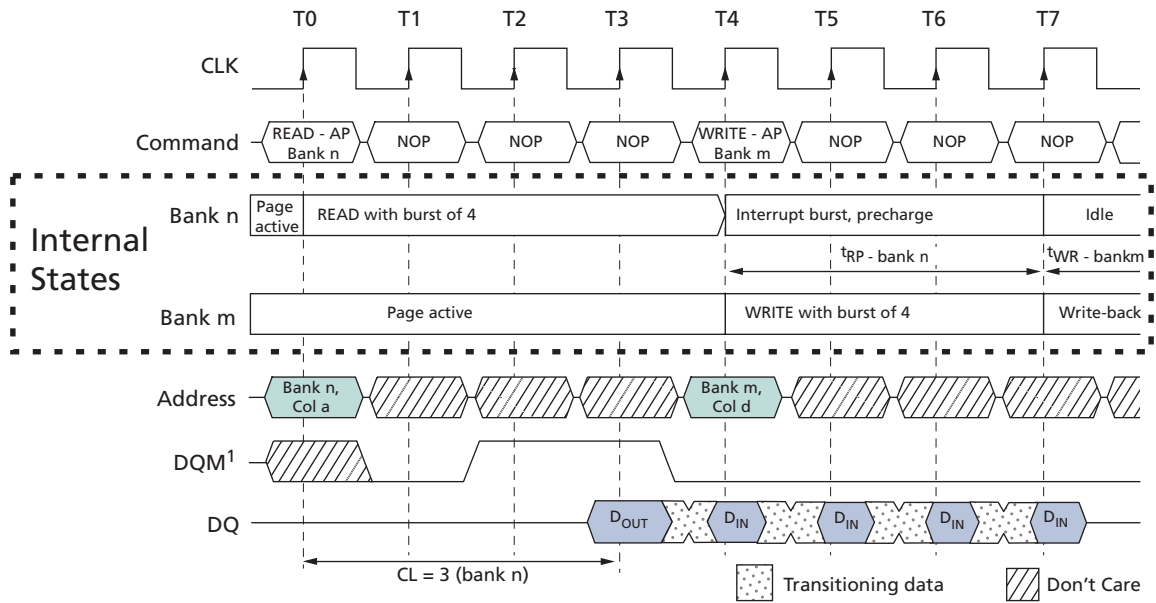 T0 T1 T2 T3 T4 T5 T6 T7
CLK
Command READ - AP Bank n NOP NOP NOP WRITE - AP Bank m NOP NOP NOP
Internal States
Bank n Page active READ with burst of 4 Interrupt burst, precharge Idle
tRP - bank n tWR - bankm
Bank m Page active WRITE with burst of 4 Write-back
Address Bank n, Col a Bank m, Col d
DQM1
DQ DOUT DIN DIN DIN DIN
CL = 3 (bank n)
Transitioning data Don't Care